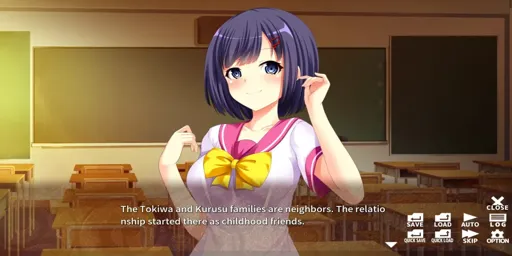 The Tokiwa and Kurusu families are neighbors. The relatio
nship started there as childhood friends.
CLOSE
SAVE LOAD AUTO LOG
QUICK SAVE QUICK LOAD SKIP OPTION